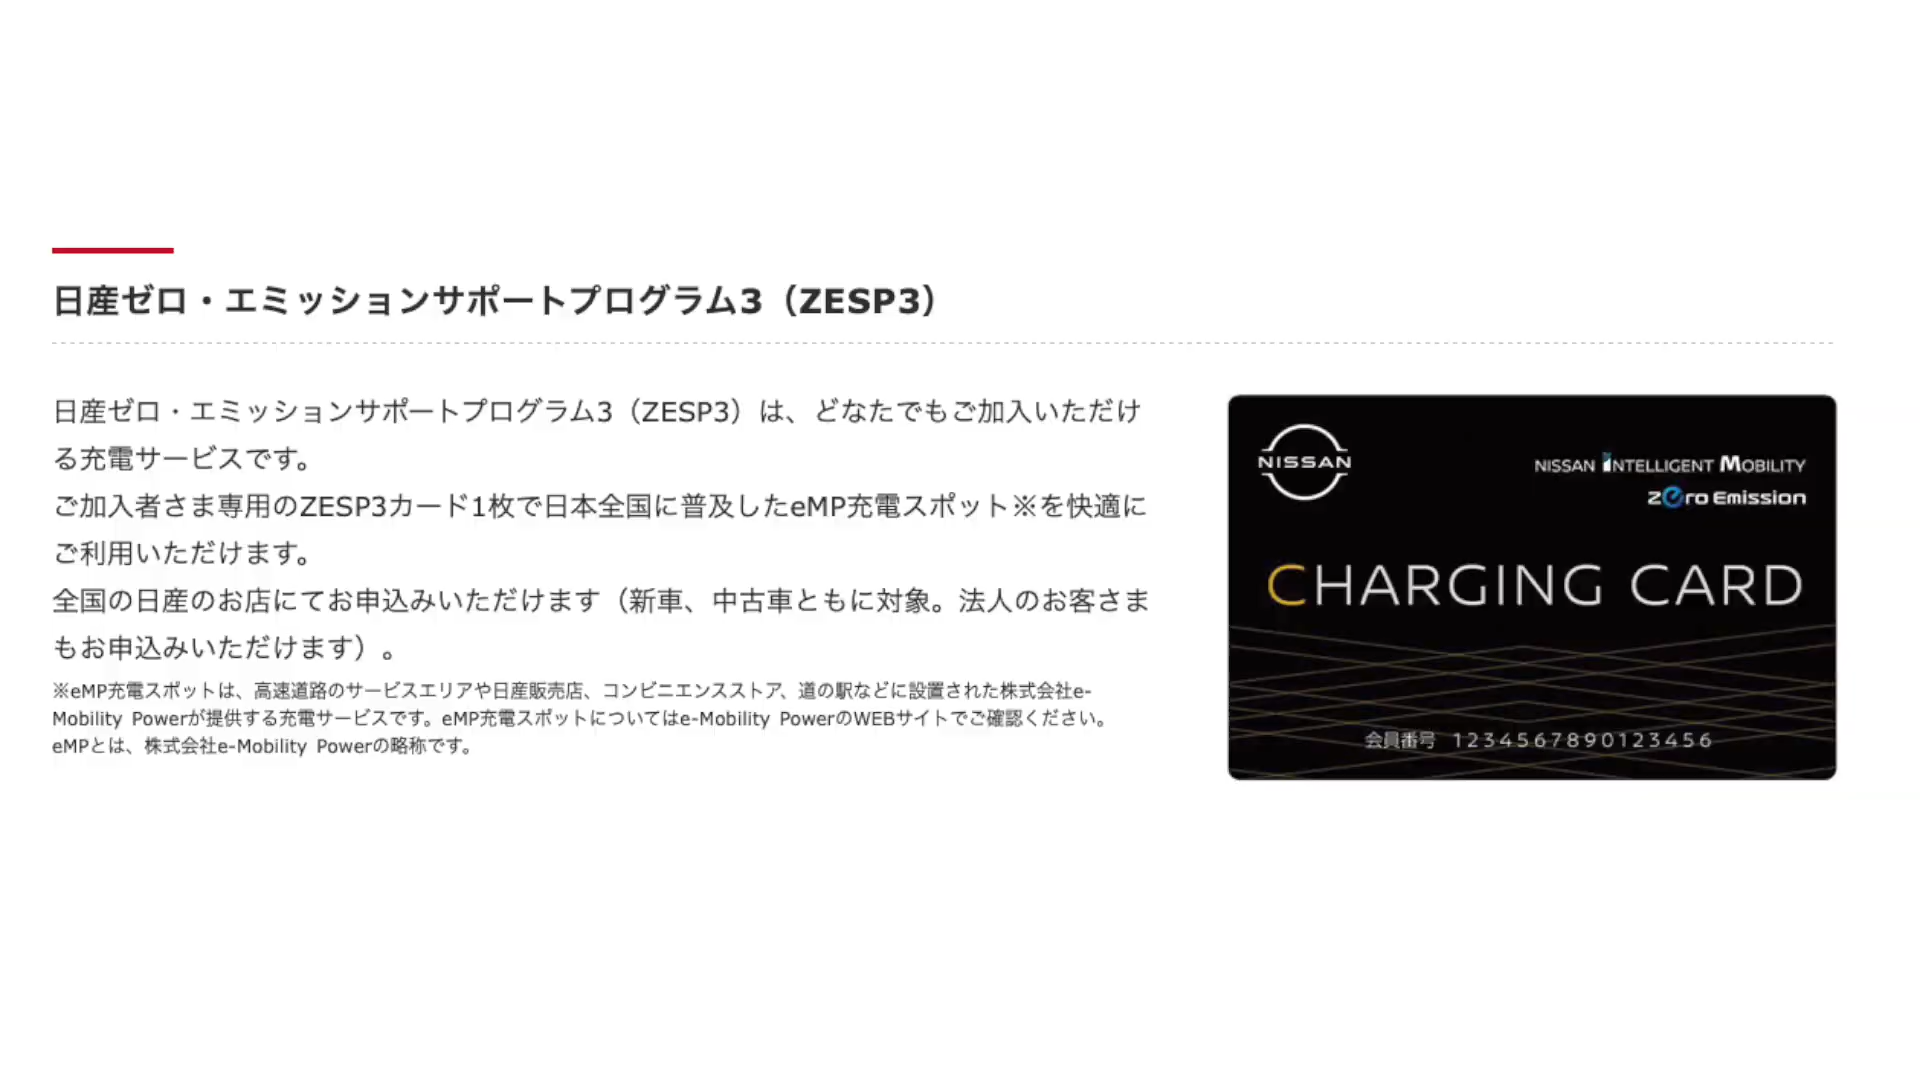 日産ゼロ・エミッションサポートプログラム3（ZESP3）
日産ゼロ・エミッションサポートプログラム3（ZESP3）は、どなたでもご加入いただけ
る充電サービスです。
ご加入者さま専用のZESP3カード1枚で日本全国に普及したeMP充電スポット※を快適に
ご利用いただけます。
全国の日産のお店にてお申込みいただけます（新車、中古車ともに対象。法人のお客さま
もお申込みいただけます）。
※eMP充電スポットは、高速道路のサービスエリアや日産販売店、コンビニエンスストア、道の駅などに設置された株式会社e-
Mobility Powerが提供する充電サービスです。eMP充電スポットについてはe-Mobility PowerのWEBサイトでご確認ください。
eMPとは、株式会社e-Mobility Powerの略称です。
NISSAN
NISSAN INTELLIGENT MOBILITY
zero Emission
CHARGING CARD
会員番号 1234567890123456